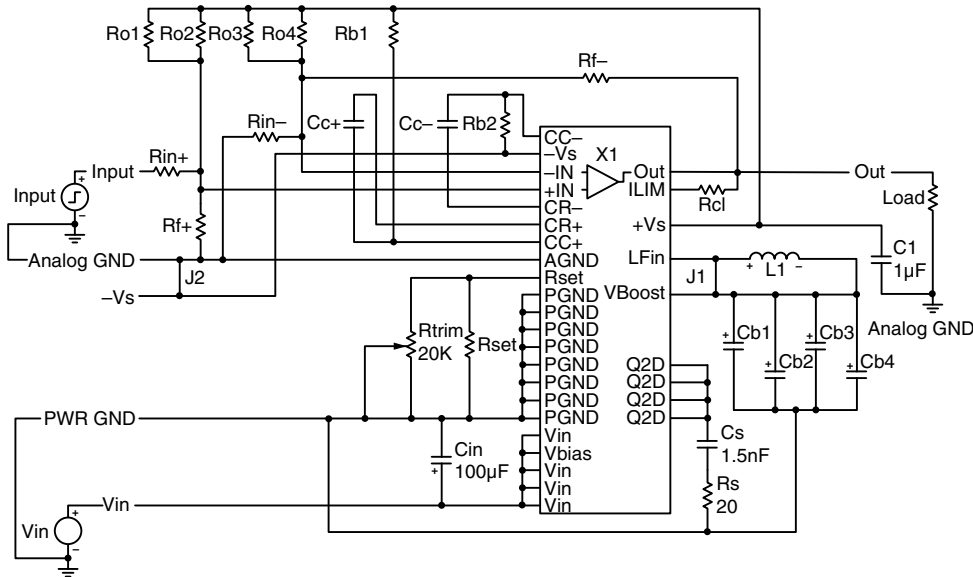 Ro1 Ro2 Ro3 Ro4 Rb1
Rf–
Cc+ Cc– Rb2
Rin–
CC–
–Vs
X1
Input Rin+
–IN Out Out
Input
+
–
+IN ILIM
Rcl
Load
CR–
Rf+
CR+ +Vs
CC+
C1
1µF
Analog GND
AGND LFin
J2
J1
+ L1 –
Rset
–Vs
PGND VBoost
Analog GND
PGND
Rtrim
20K
Rset
PGND
+ Cb1
+ Cb3
PGND
PGND Q2D
+ Cb2
+ Cb4
PGND Q2D
PGND Q2D
PWR GND
PGND Q2D
Vin
Cs
1.5nF
Cin
100µF
+
Vbias
Vin
Vin
Rs
20
Vin
Vin
Vin
+
–